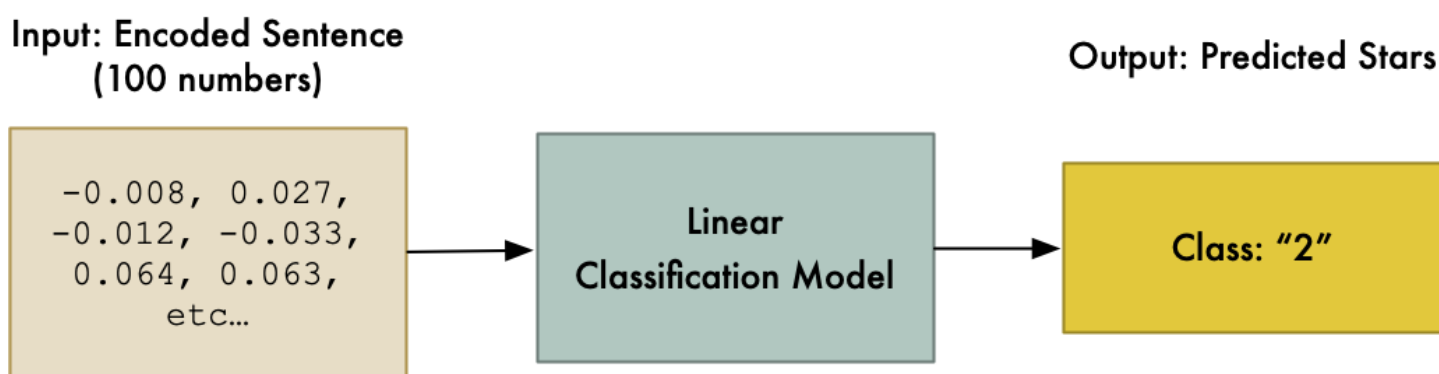 Input: Encoded Sentence
(100 numbers)
-0.008, 0.027,
-0.012, -0.033,
0.064, 0.063,
etc…
Linear
Classification Model
Output: Predicted Stars
Class: “2”